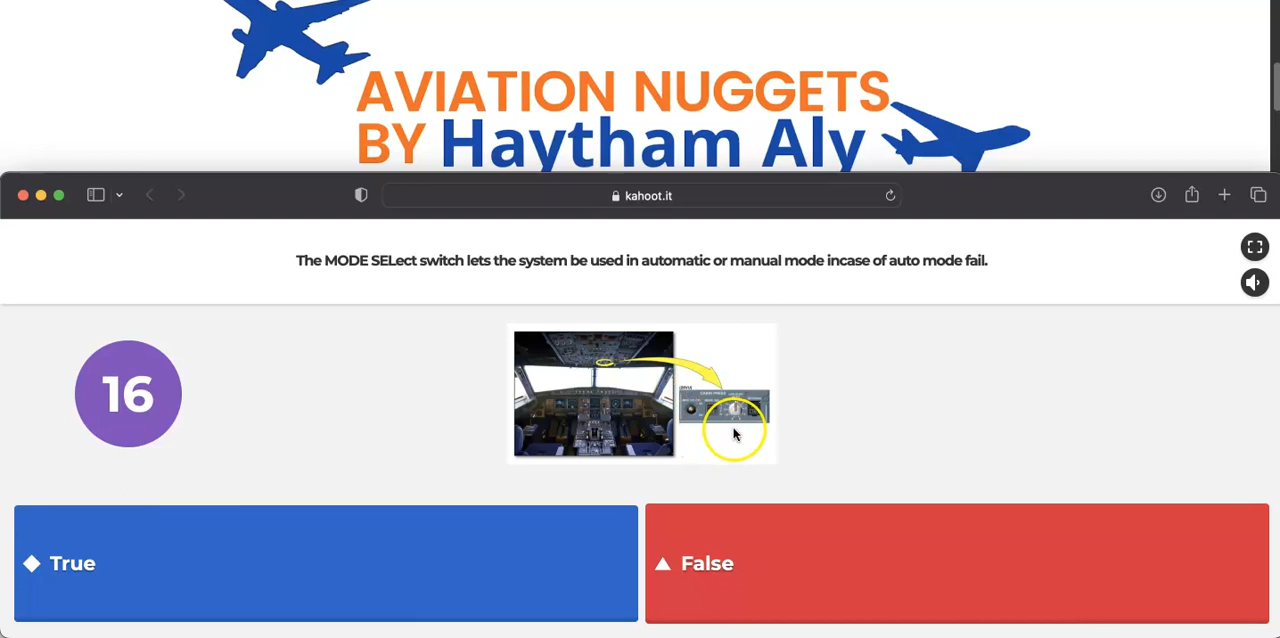 AVIATION NUGGETS
BY Haytham Aly
kahoot.it
The MODE SELect switch lets the system be used in automatic or manual mode incase of auto mode fail.
16
True
False